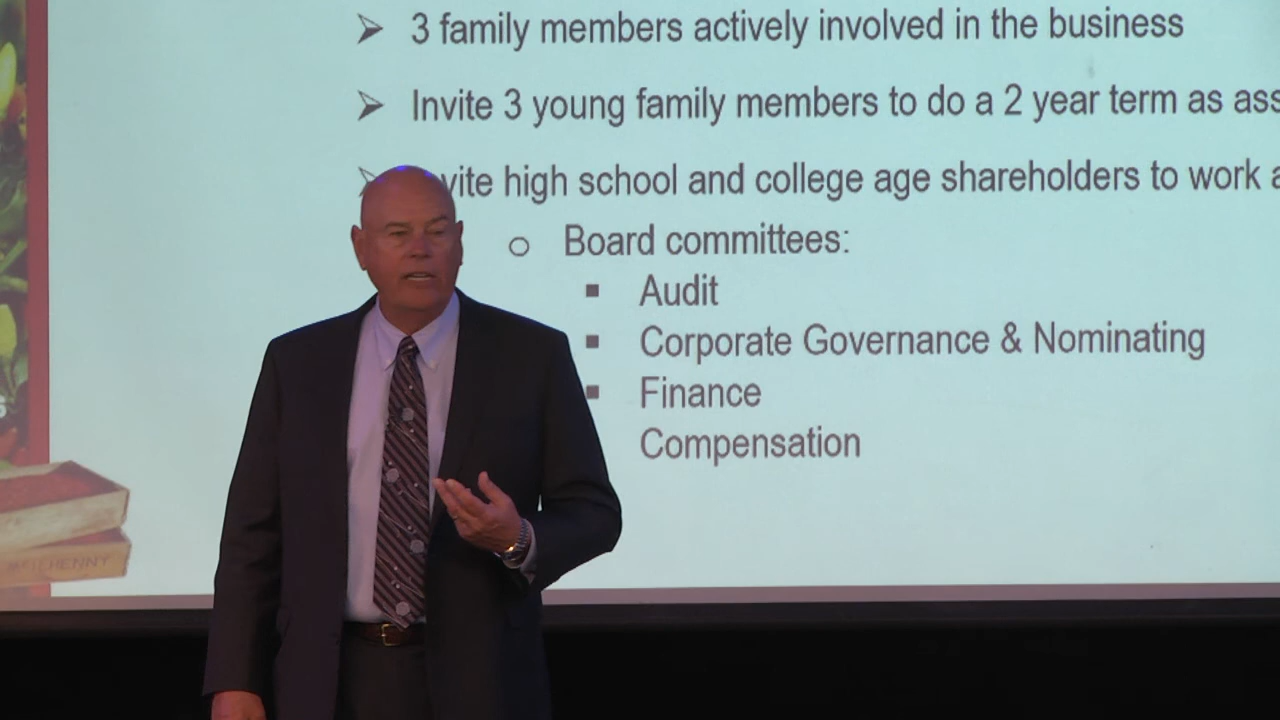 3 family members actively involved in the business
Invite 3 young family members to do a 2 year term as ass
vite high school and college age shareholders to work a
Board committees:
Audit
Corporate Governance & Nominating
Finance
Compensation